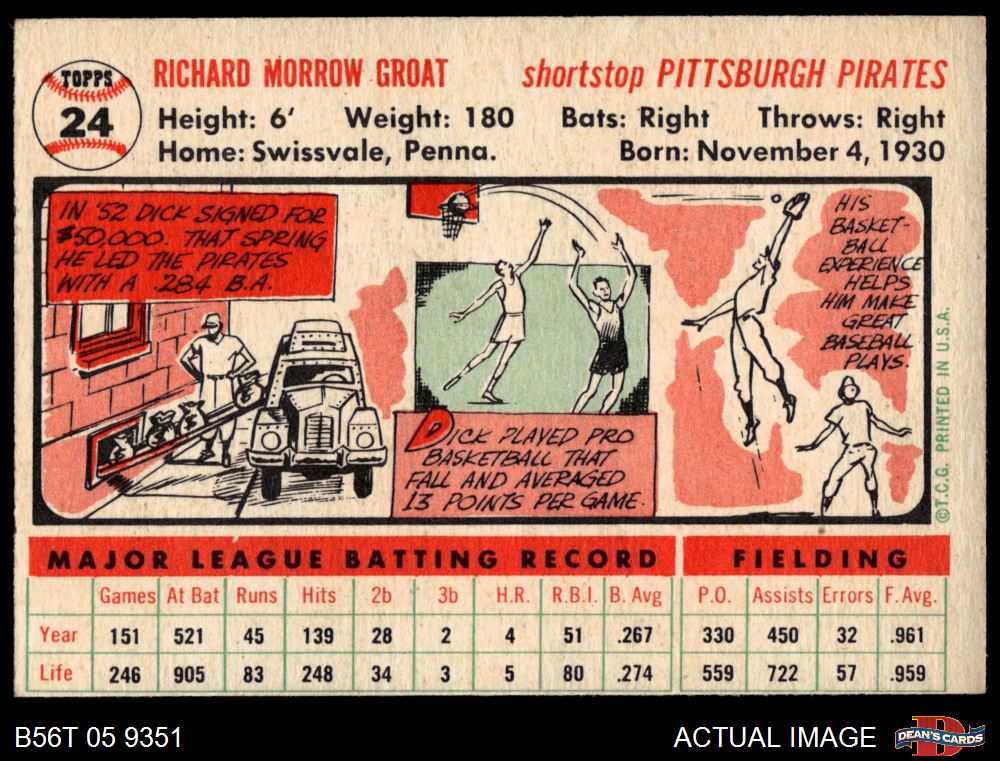 TOPPS
24
RICHARD MORROW GROAT
shortstop PITTSBURGH PIRATES
Height: 6' Weight: 180 Bats: Right Throws: Right
Home: Swissvale, Penna. Born: November 4, 1930
IN '52 DICK SIGNED FOR
$50,000. THAT SPRING
HE LED THE PIRATES
WITH A .284 B.A.
DICK PLAYED PRO
BASKETBALL THAT
FALL AND AVERAGED
13 POINTS PER GAME.
HIS
BASKET-
BALL
EXPERIENCE
HELPS
HIM MAKE
GREAT
BASEBALL
PLAYS.
©T.C.G. PRINTED IN U.S.A.
MAJOR LEAGUE BATTING RECORD FIELDING
Games At Bat Runs Hits 2b 3b H.R. R.B.I. B. Avg P.O. Assists Errors F. Avg.
Year 151 521 45 139 28 2 4 51 .267 330 450 32 .961
Life 246 905 83 248 34 3 5 80 .274 559 722 57 .959
B56T 05 9351 ACTUAL IMAGE
DEAN'S CARDS